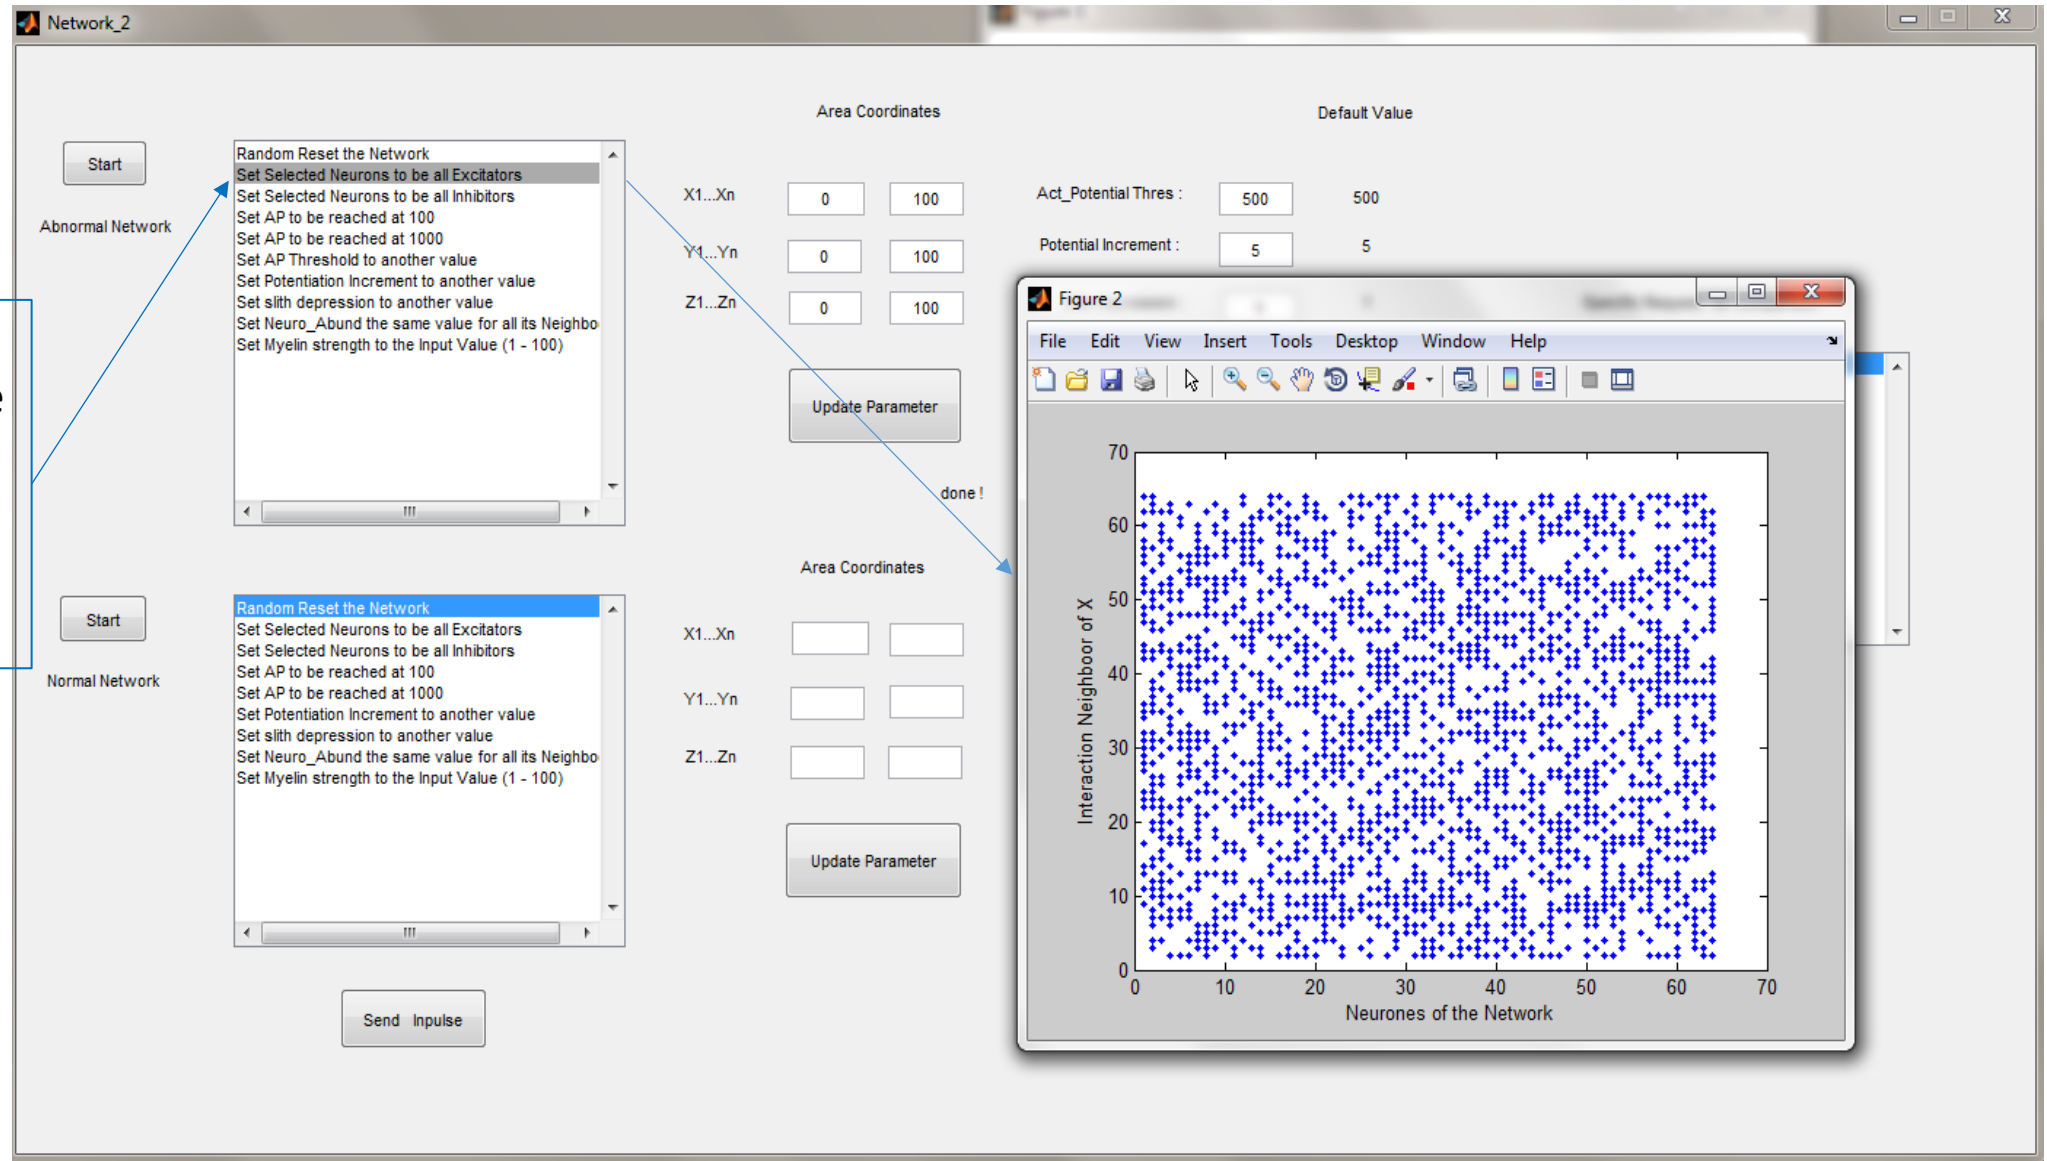 Network_2
Area Coordinates
Default Value
Start
Abnormal Network
Random Reset the Network
Set Selected Neurons to be all Excitators
Set Selected Neurons to be all Inhibitors
Set AP to be reached at 100
Set AP to be reached at 1000
Set AP Threshold to another value
Set Potentiation Increment to another value
Set slith depression to another value
Set Neuro_Abund the same value for all its Neighbo
Set Myelin strength to the Input Value (1 - 100)
X1...Xn 0 100
Y1...Yn 0 100
Z1...Zn 0 100
Update Parameter
done !
Act_Potential Thres : 500 500
Potential Increment : 5 5
e
Start
Normal Network
Random Reset the Network
Set Selected Neurons to be all Excitators
Set Selected Neurons to be all Inhibitors
Set AP to be reached at 100
Set AP to be reached at 1000
Set Potentiation Increment to another value
Set slith depression to another value
Set Neuro_Abund the same value for all its Neighbo
Set Myelin strength to the Input Value (1 - 100)
Area Coordinates
X1...Xn
Y1...Yn
Z1...Zn
Update Parameter
Send Inpulse
Figure 2
File Edit View Insert Tools Desktop Window Help
70
60
50
40
30
20
10
0
Interaction Neighboor of X
0 10 20 30 40 50 60 70
Neurones of the Network